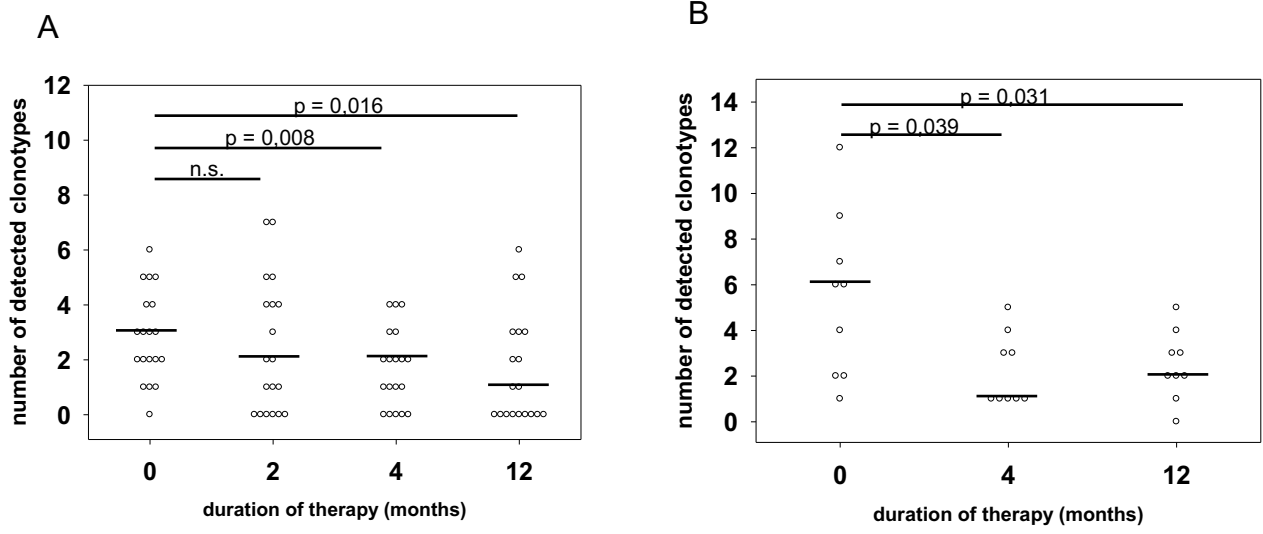 A
number of detected clonotypes
12
10
8
6
4
2
0
p = 0,016
p = 0,008
n.s.
0 2 4 12
duration of therapy (months)
B
number of detected clonotypes
14
12
10
8
6
4
2
0
p = 0,031
p = 0,039
0 4 12
duration of therapy (months)